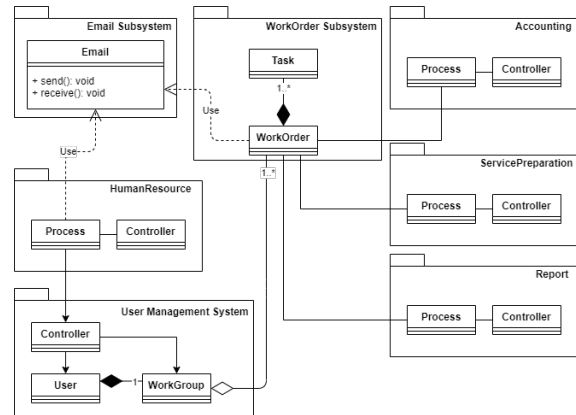 Email Subsystem
Email
+ send(): void
+ receive(): void
WorkOrder Subsystem
Task
1..*
Use
WorkOrder
1..*
Accounting
Process
Controller
Use
HumanResource
Process
Controller
ServicePreparation
Process
Controller
Report
Process
Controller
User Management System
Controller
User
1
WorkGroup